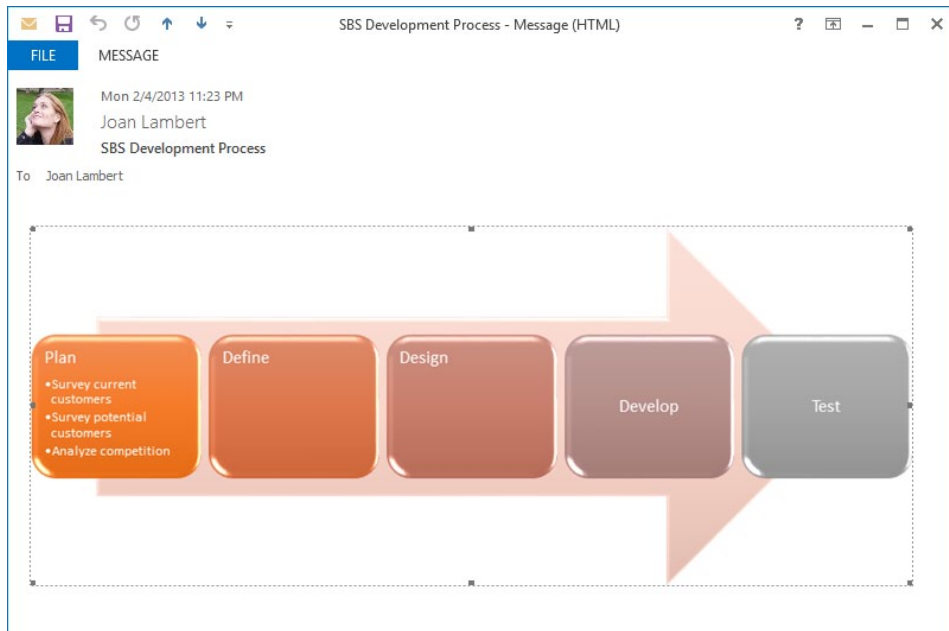 SBS Development Process - Message (HTML)
?
FILE MESSAGE
Mon 2/4/2013 11:23 PM
Joan Lambert
SBS Development Process
To Joan Lambert
Plan
•Survey current
customers
•Survey potential
customers
•Analyze competition
Define
Design
Develop
Test